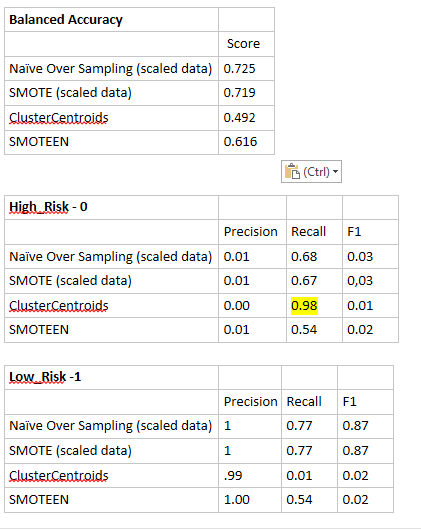 Balanced Accuracy
Score
Naïve Over Sampling (scaled data) 0.725
SMOTE (scaled data) 0.719
ClusterCentroids 0.492
SMOTEEN 0.616
(Ctrl)
High_Risk - 0
Precision Recall F1
Naïve Over Sampling (scaled data) 0.01 0.68 0.03
SMOTE (scaled data) 0.01 0.67 0,03
ClusterCentroids 0.00 0.98 0.01
SMOTEEN 0.01 0.54 0.02
Low_Risk -1
Precision Recall F1
Naïve Over Sampling (scaled data) 1 0.77 0.87
SMOTE (scaled data) 1 0.77 0.87
ClusterCentroids .99 0.01 0.02
SMOTEEN 1.00 0.54 0.02